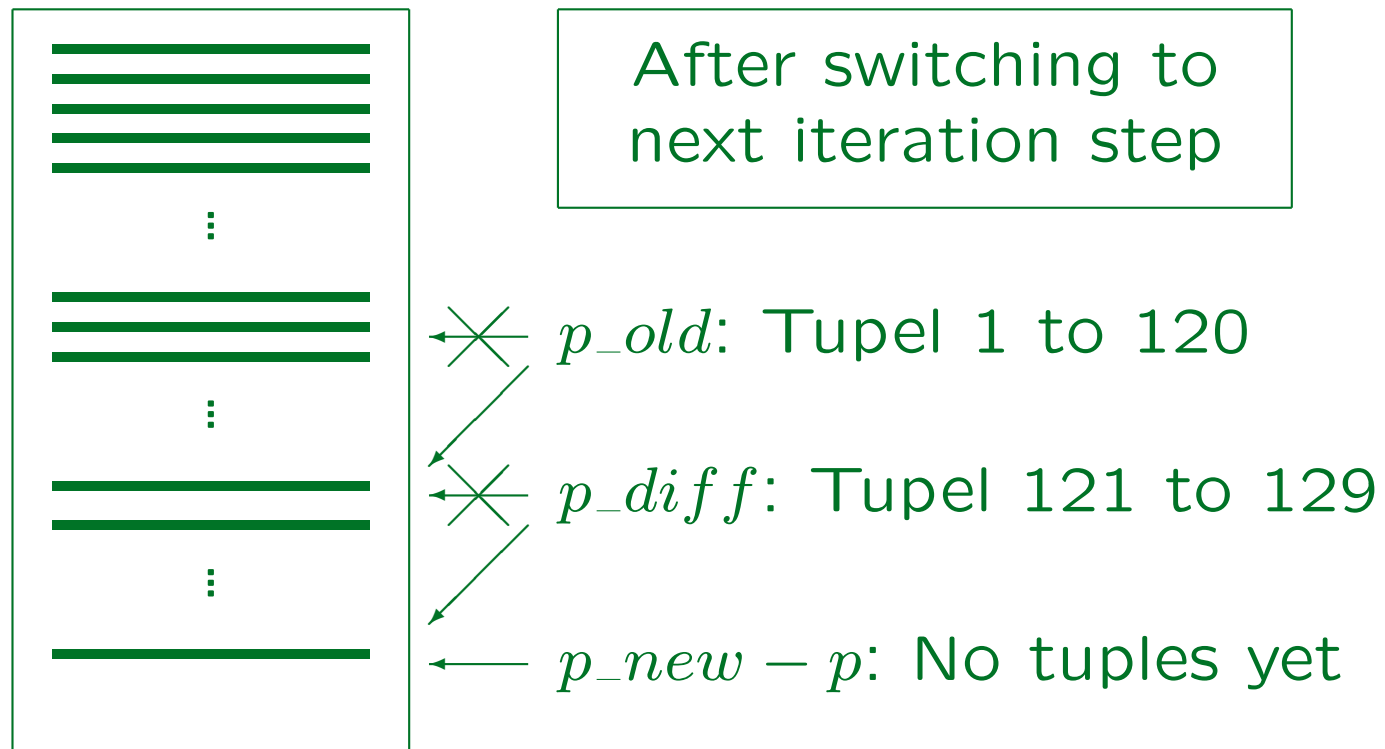 After switching to
next iteration step
p_old: Tupel 1 to 120
p_diff: Tupel 121 to 129
p_new − p: No tuples yet